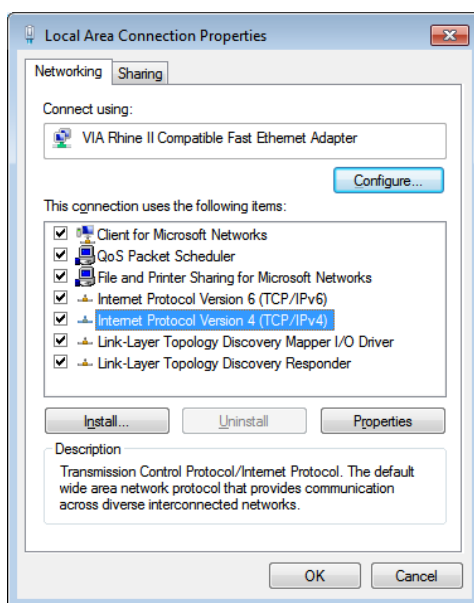 Local Area Connection Properties
Networking
Sharing
Connect using:
VIA Rhine II Compatible Fast Ethernet Adapter
Configure...
This connection uses the following items:
Client for Microsoft Networks
QoS Packet Scheduler
File and Printer Sharing for Microsoft Networks
Internet Protocol Version 6 (TCP/IPv6)
Internet Protocol Version 4 (TCP/IPv4)
Link-Layer Topology Discovery Mapper I/O Driver
Link-Layer Topology Discovery Responder
Install...
Uninstall
Properties
Description
Transmission Control Protocol/Internet Protocol. The default
wide area network protocol that provides communication
across diverse interconnected networks.
OK
Cancel